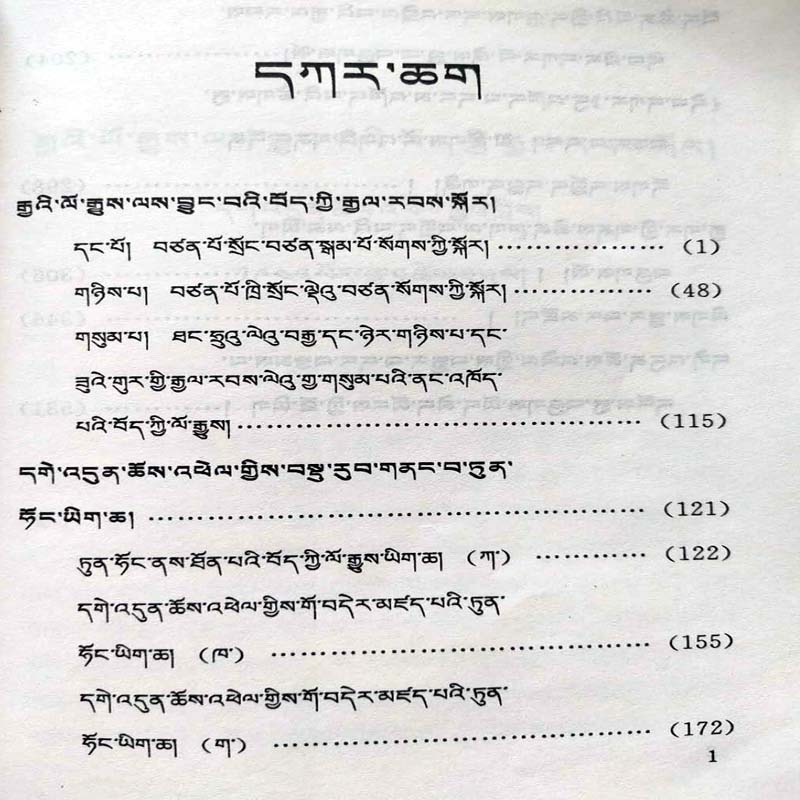 དཀར་ཆག
རྒྱའི་ལོ་རྒྱུས་ལས་བྱུང་བའི་བོད་ཀྱི་རྒྱལ་རབས་སྐོར།
དང་པོ། བཙན་པོ་སྲོང་བཙན་སྒམ་པོ་སོགས་ཀྱི་སྐོར། ……………… (1)
གཉིས་པ། བཙན་པོ་ཁྲི་སྲོང་ལྡེའུ་བཙན་སོགས་ཀྱི་སྐོར། …………… (48)
གསུམ་པ། ཐང་ཧྲུའུ་ལེའུ་བརྒྱ་དང་ཉེར་གཉིས་པ་དང་
ཟྭའེ་གུར་གྱི་རྒྱལ་རབས་ལེའུ་གྱ་གསུམ་པའི་ནང་འཁོད་
པའི་བོད་ཀྱི་ལོ་རྒྱུས། ………………………………………… (115)
དགེ་འདུན་ཆོས་འཕེལ་གྱིས་བསྡུ་རུབ་གནང་བ་ཏུན་
ཧོང་ཡིག་ཆ། ………………………………………………… (121)
ཏུན་ཧོང་ནས་ཐོན་པའི་བོད་ཀྱི་ལོ་རྒྱུས་ཡིག་ཆ། (ཀ་) ………… (122)
དགེ་འདུན་ཆོས་འཕེལ་གྱིས་གོ་བདེར་མཛད་པའི་ཏུན་
ཧོང་ཡིག་ཆ། (ཁ་) …………………………………… (155)
དགེ་འདུན་ཆོས་འཕེལ་གྱིས་གོ་བདེར་མཛད་པའི་ཏུན་
ཧོང་ཡིག་ཆ། (ག་) …………………………………… (172)
1